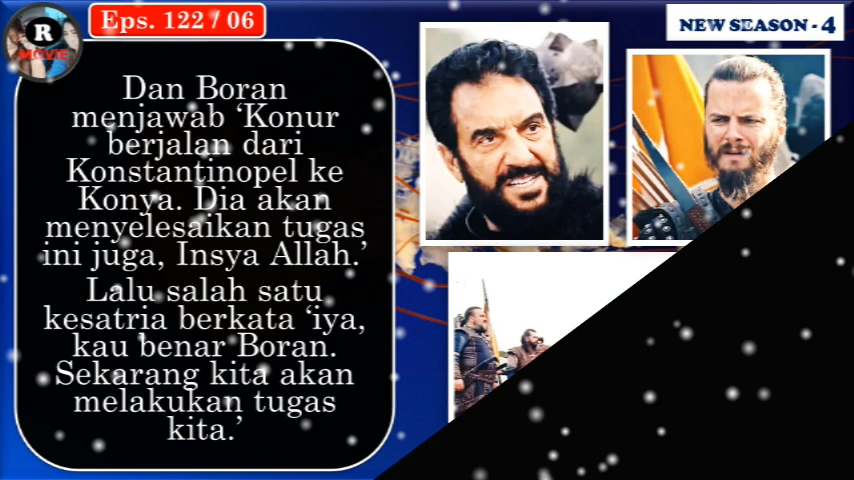 R
MOVIE
Eps. 122 / 06
NEW SEASON - 4
Dan Boran
menjawab ‘Konur
berjalan dari
Konstantinopel ke
Konya. Dia akan
menyelesaikan tugas
ini juga, Insya Allah.’
Lalu salah satu
kesatria berkata ‘iya,
kau benar Boran.
Sekarang kita akan
melakukan tugas
kita.’